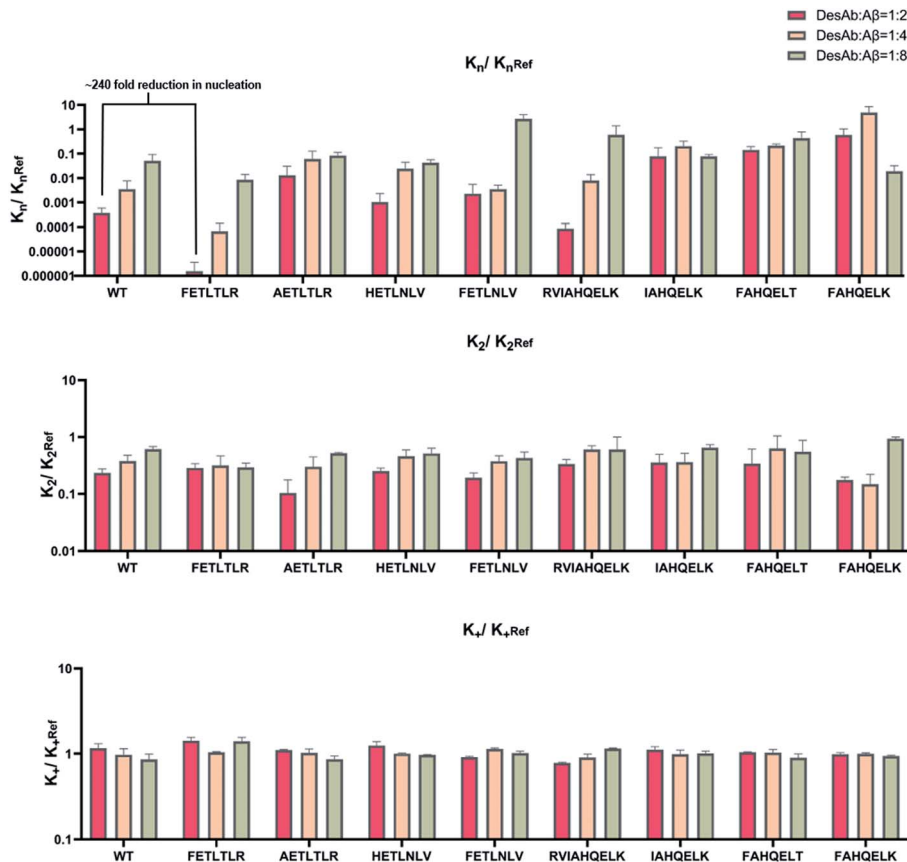 DesAb:Aβ=1:2
DesAb:Aβ=1:4
DesAb:Aβ=1:8
Kn/ KnRef
~240 fold reduction in nucleation
Kn/ KnRef
10
1
0.1
0.01
0.001
0.0001
0.00001
0.000001
WT FETLTLR AETLTLR HETLNLV FETLNLV RVIAHQELK IAHQELK FAHQELT FAHQELK
K2/ K2Ref
K2/ K2Ref
10
1
0.1
0.01
WT FETLTLR AETLTLR HETLNLV FETLNLV RVIAHQELK IAHQELK FAHQELT FAHQELK
K+/ K+Ref
K+/ K+Ref
10
1
0.1
WT FETLTLR AETLTLR HETLNLV FETLNLV RVIAHQELK IAHQELK FAHQELT FAHQELK